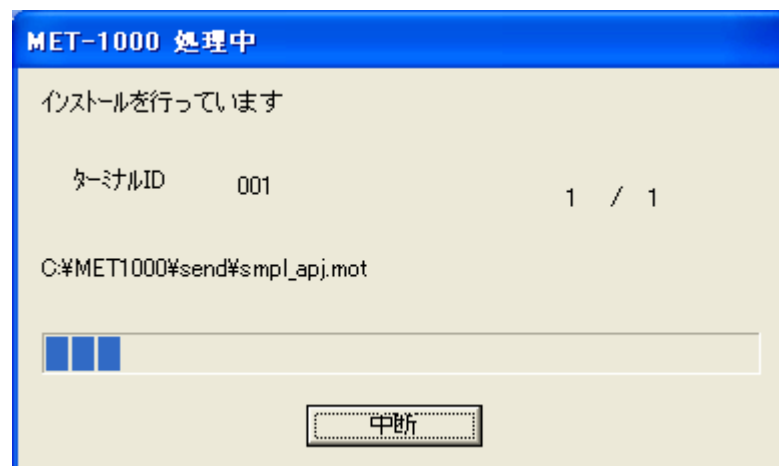 MET-1000 処理中
インストールを行っています
ターミナルID 001 1 / 1
C:¥MET1000¥send¥smpl_apj.mot
中断